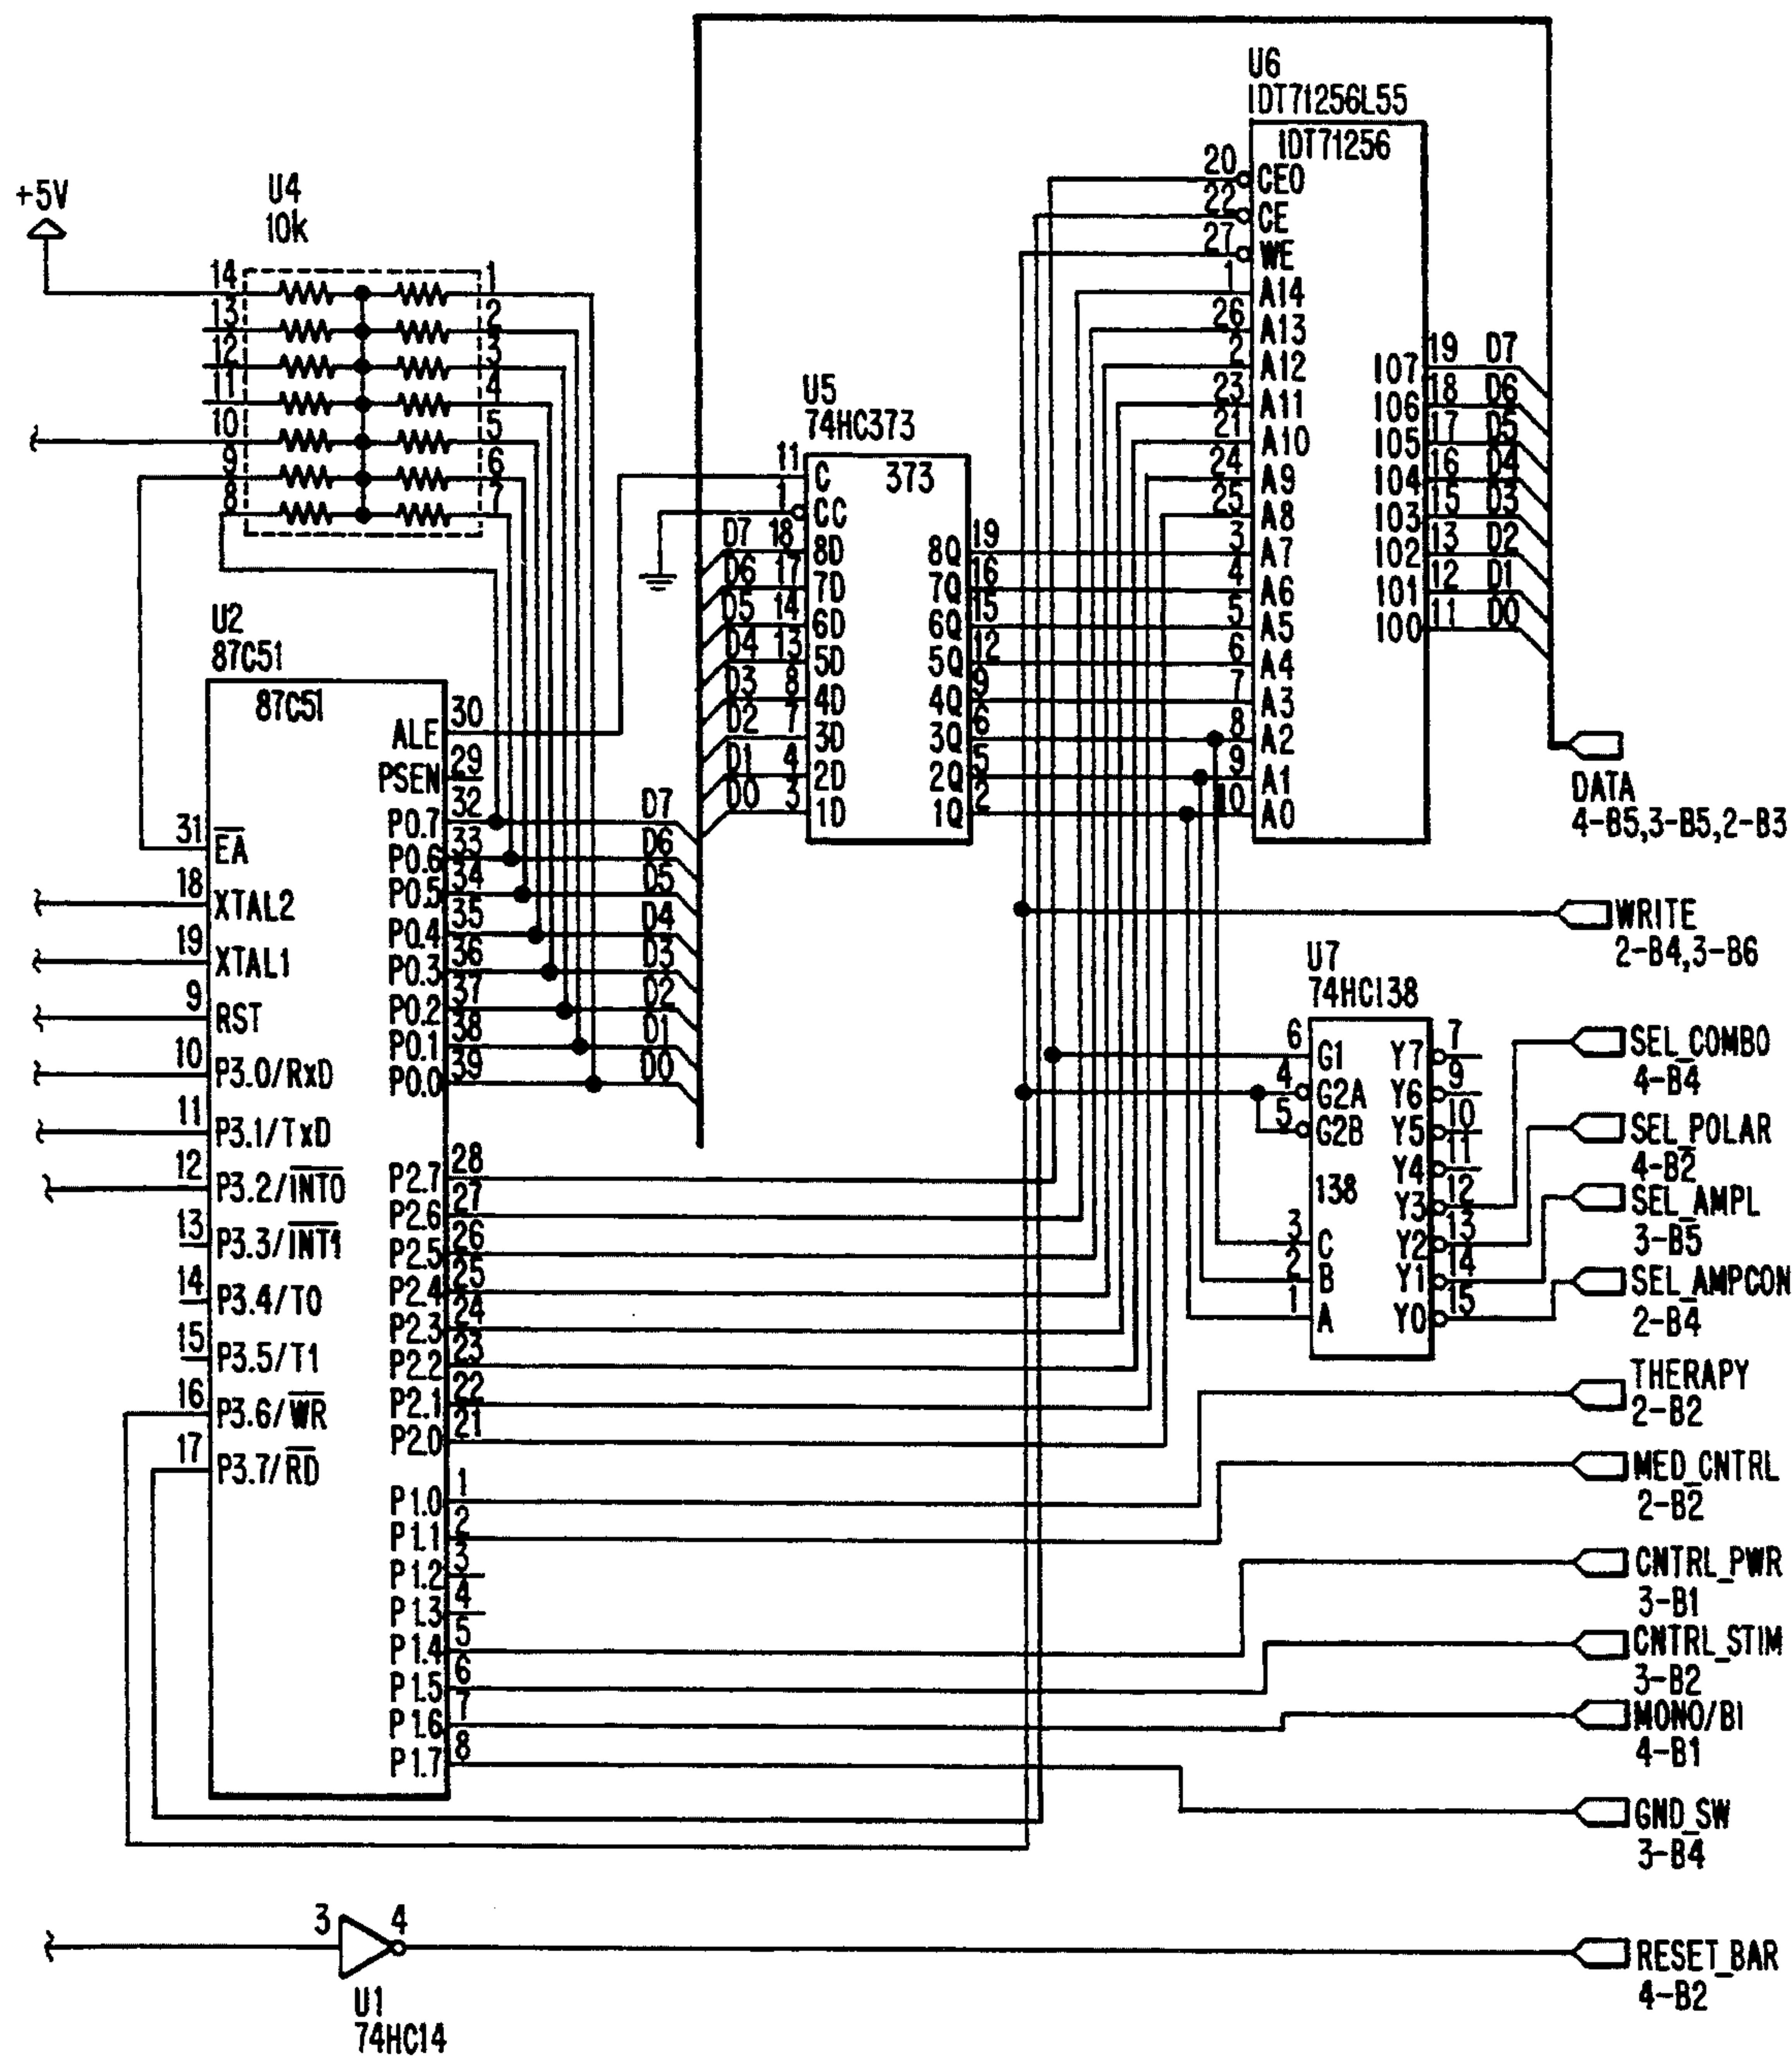 +5V
U4
10k
14
13
12
11
10
9
8
1
2
3
4
5
6
7
U2
87C51
87C51
ALE 30
PSEN 29
P0.7 32 D7
P0.6 33 D6
P0.5 34 D5
P0.4 35 D4
P0.3 36 D3
P0.2 37 D2
P0.1 38 D1
P0.0 39 D0
P2.7 28
P2.6 27
P2.5 26
P2.4 25
P2.3 24
P2.2 23
P2.1 22
P2.0 21
P1.0 1
P1.1 2
P1.2 3
P1.3 4
P1.4 5
P1.5 6
P1.6 7
P1.7 8
31 EA
18 XTAL2
19 XTAL1
9 RST
10 P3.0/RxD
11 P3.1/TxD
12 P3.2/INT0
13 P3.3/INT1
14 P3.4/T0
15 P3.5/T1
16 P3.6/WR
17 P3.7/RD
U5
74HC373
373
11 C
1 CC
D7 18 8D
D6 17 7D
D5 14 6D
D4 13 5D
D3 8 4D
D2 7 3D
D1 4 2D
D0 3 1D
8Q 19
7Q 16
6Q 15
5Q 12
4Q 9
3Q 6
2Q 5
1Q 2
U6
IDT71256L55
IDT71256
20 CE0
22 CE
27 WE
1 A14
26 A13
2 A12
23 A11
21 A10
24 A9
25 A8
3 A7
4 A6
5 A5
6 A4
7 A3
8 A2
9 A1
10 A0
IO7 19 D7
IO6 18 D6
IO5 17 D5
IO4 16 D4
IO3 15 D3
IO2 13 D2
IO1 12 D1
IO0 11 D0
DATA
4-B5,3-B5,2-B3
WRITE
2-B4,3-B6
U7
74HC138
138
6 G1
4 G2A
5 G2B
3 C
2 B
1 A
Y7 7
Y6 9
Y5 10
Y4 11
Y3 12
Y2 13
Y1 14
Y0 15
SEL_COMBO
4-B4
SEL_POLAR
4-B2
SEL_AMPL
3-B5
SEL_AMPCON
2-B4
THERAPY
2-B2
MED_CNTRL
2-B2
CNTRL_PWR
3-B1
CNTRL_STIM
3-B2
MONO/BI
4-B1
GND_SW
3-B4
3
4
U1
74HC14
RESET_BAR
4-B2